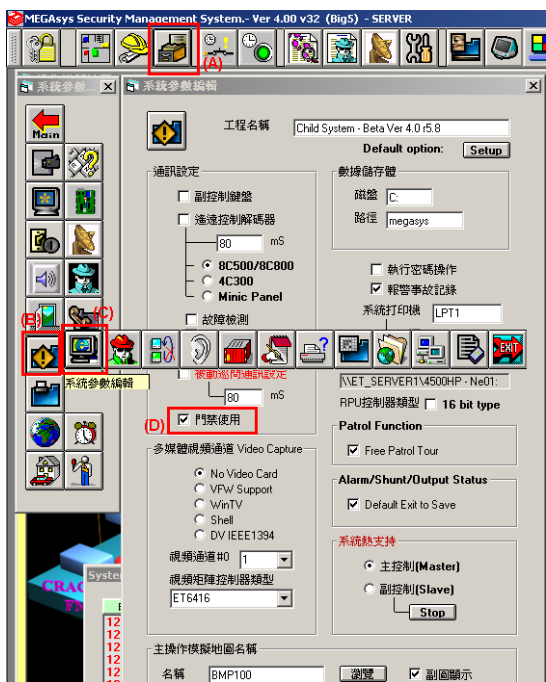 MEGAsys Security Management System.- Ver 4.00 v32 (Big5) - SERVER
(A)
系統參數...
系統參數編輯
Main
工程名稱 Child System - Beta Ver 4.0 r5.8
Default option: Setup
通訊設定
數據儲存體
副控制鍵盤
磁盤 C:
遙遠控制解碼器
路徑 megasys
80 mS
8C500/8C800
執行密碼操作
4C300
報警事故記錄
Minic Panel
系統打印機 LPT1
(B)
(C)
故障檢測
EXIT
系統參數編輯
被動巡間通訊設定
\\ET_SERVER1\4500HP - Ne01:
80 mS
RPU控制器類型 16 bit type
(D)
門禁使用
Patrol Function
Free Patrol Tour
多媒體視頻通道 Video Capture
No Video Card
Alarm/Shunt/Output Status
VFW Support
WinTV
Default Exit to Save
Shell
DV IEEE1394
系統熱支持
視頻通道#0 1
主控制(Master)
視頻矩陣控制器類型
副控制(Slave)
ET6416
Stop
Syste
CRAC
12
12
12
12
12
主操作模擬地圖名稱
名稱 BMP100 瀏覽 副圖顯示